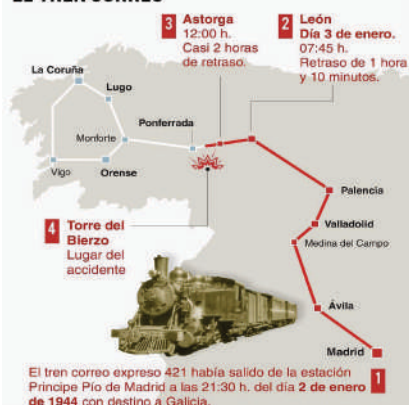 3 Astorga
12:00 h.
Casi 2 horas
de retraso.
2 León
Día 3 de enero.
07:45 h.
Retraso de 1 hora
y 10 minutos.
La Coruña
Lugo
Ponferrada
Monforte
Vigo
Orense
Palencia
4 Torre del
Bierzo
Lugar del
accidente
Valladolid
Medina del Campo
Ávila
Madrid
1
El tren correo expreso 421 había salido de la estación
Príncipe Pío de Madrid a las 21:30 h. del día 2 de enero
de 1944 con destino a Galicia.